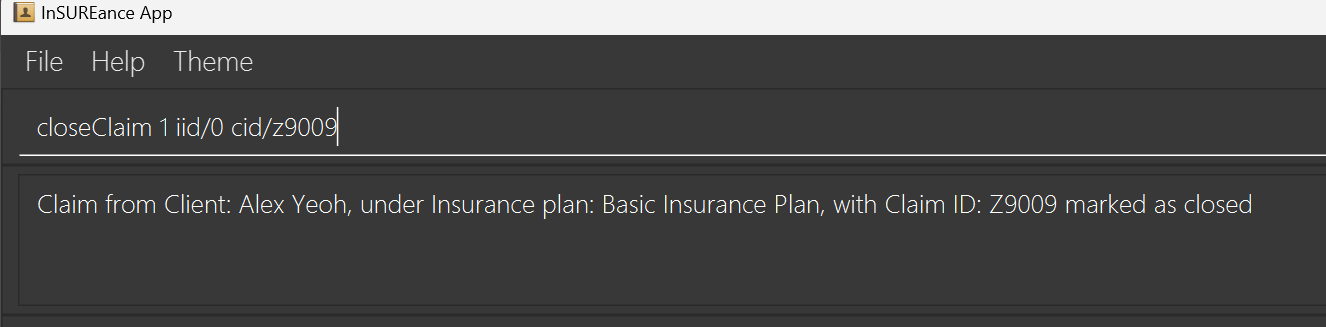 InSUREance App
File Help Theme
closeClaim 1 iid/0 cid/z9009
Claim from Client: Alex Yeoh, under Insurance plan: Basic Insurance Plan, with Claim ID: Z9009 marked as closed